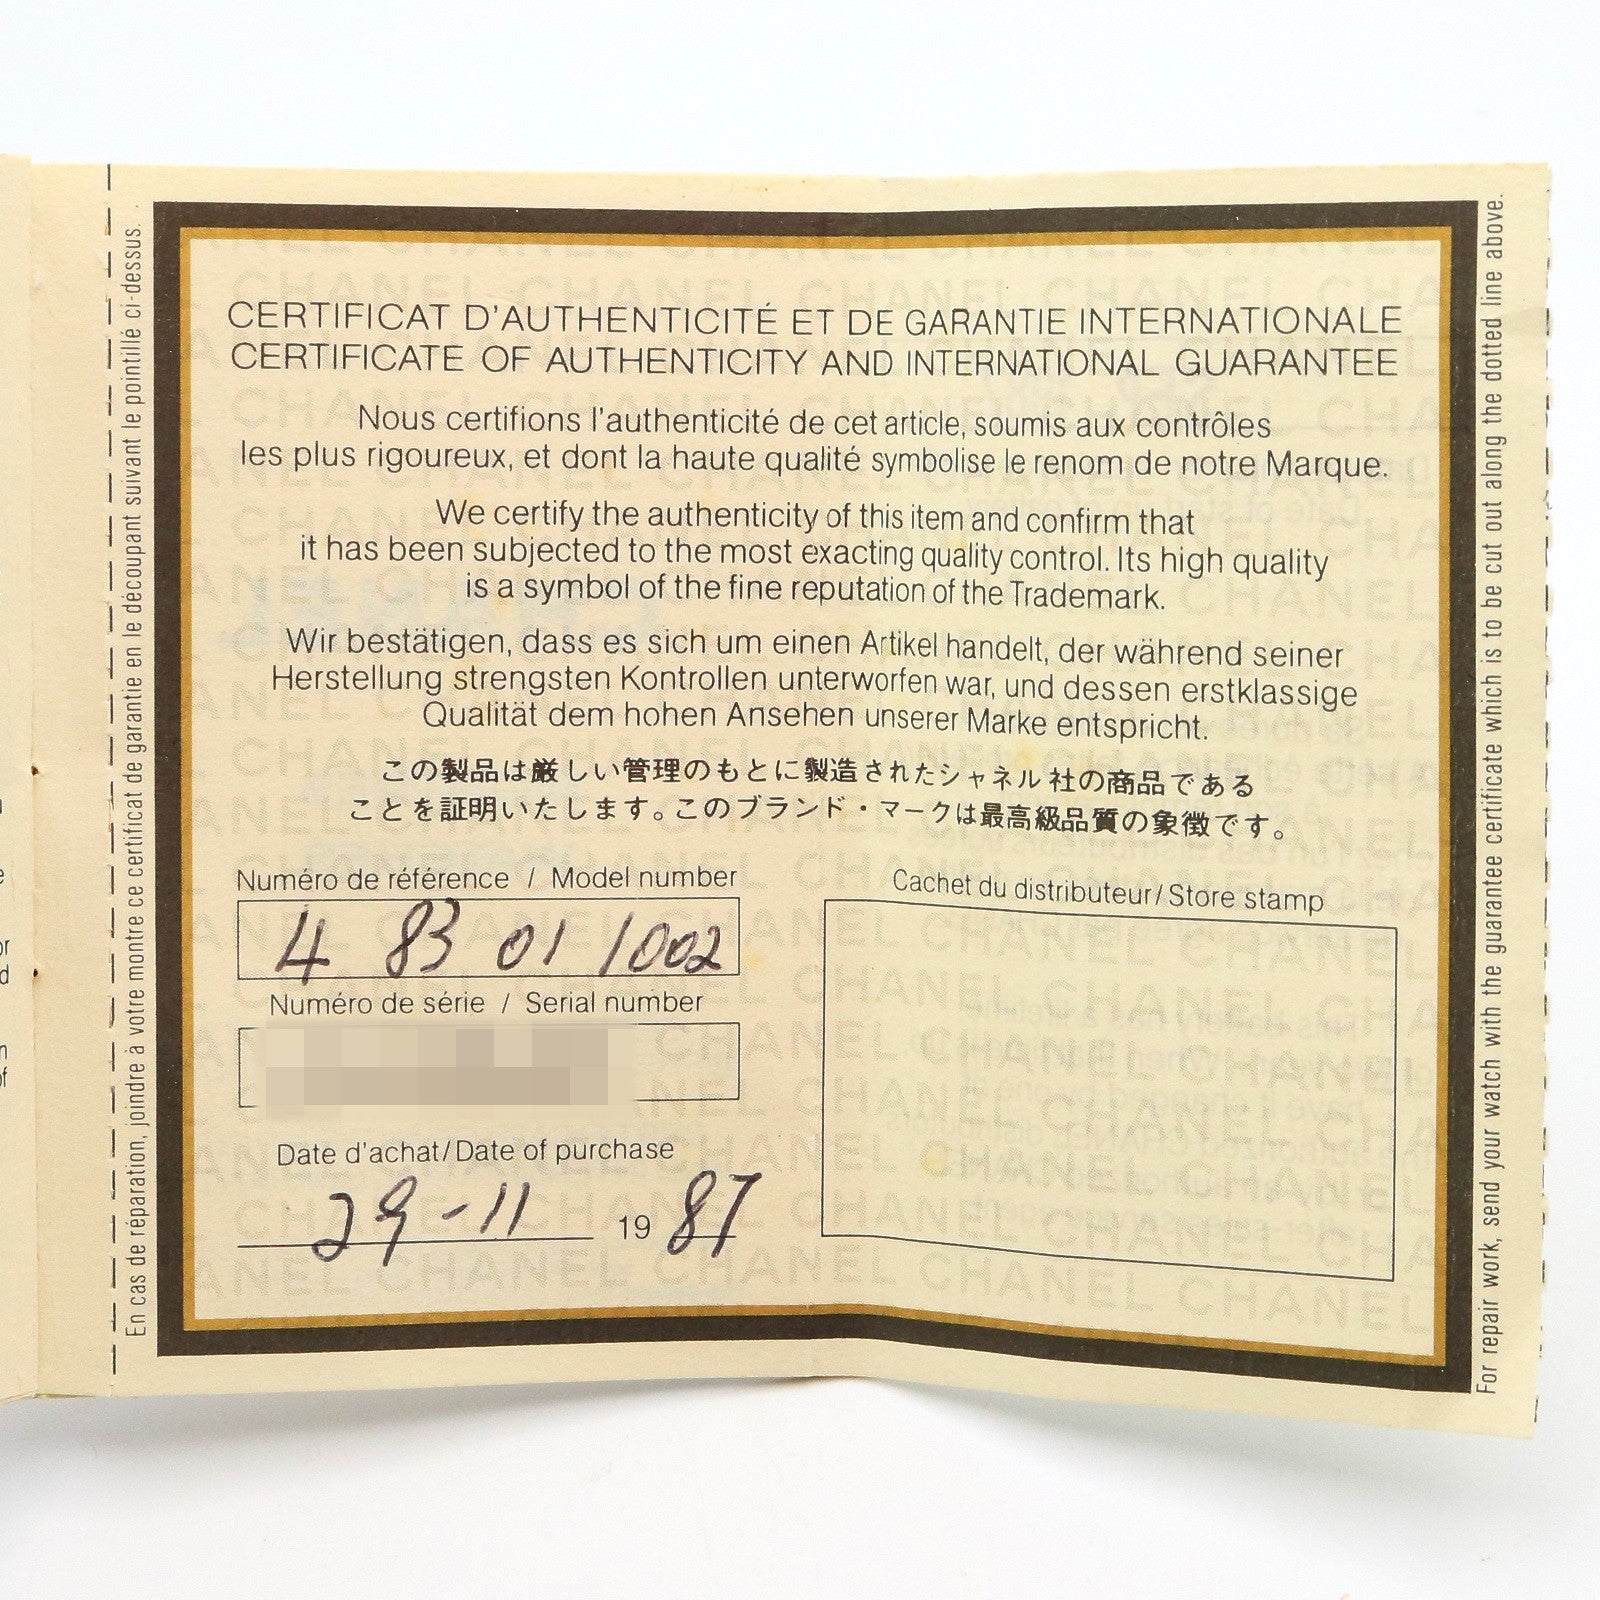 En cas de réparation, joindre à votre montre ce certificat de garantie en le découpant suivant le pointillé ci-dessus.
CERTIFICAT D'AUTHENTICITÉ ET DE GARANTIE INTERNATIONALE
CERTIFICATE OF AUTHENTICITY AND INTERNATIONAL GUARANTEE
Nous certifions l'authenticité de cet article, soumis aux contrôles
les plus rigoureux, et dont la haute qualité symbolise le renom de notre Marque.
We certify the authenticity of this item and confirm that
it has been subjected to the most exacting quality control. Its high quality
is a symbol of the fine reputation of the Trademark.
Wir bestätigen, dass es sich um einen Artikel handelt, der während seiner
Herstellung strengsten Kontrollen unterworfen war, und dessen erstklassige
Qualität dem hohen Ansehen unserer Marke entspricht.
この製品は厳しい管理のもとに製造されたシャネル社の商品である
ことを証明いたします。このブランド・マークは最高級品質の象徴です。
Numéro de référence / Model number
4 83 01 1002
Numéro de série / Serial number
Date d'achat/Date of purchase
29-11 1987
Cachet du distributeur/Store stamp
For repair work, send your watch with the guarantee certificate which is to be cut out along the dotted line above.